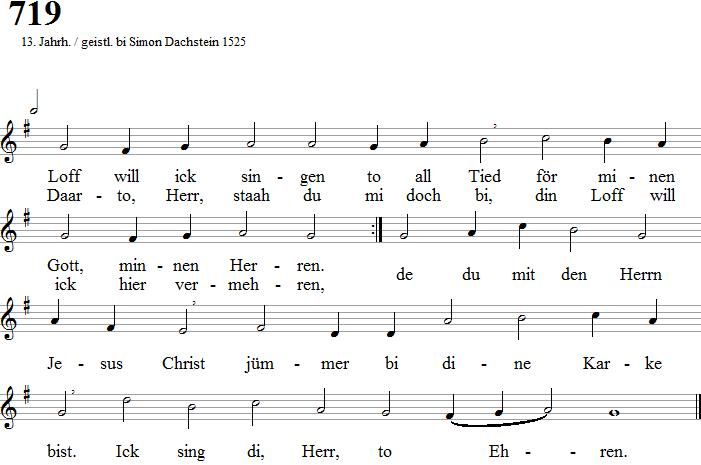 719
13. Jahrh. / geistl. bi Simon Dachstein 1525
Loff will ick sin - gen to all Tied för mi - nen
Daar - to, Herr, staah du mi doch bi, din Loff will
Gott, min - nen Her - ren. de du mit den Herrn
ick hier ver - meh - ren,
Je - sus Christ jüm - mer bi di - ne Kar - ke
bist. Ick sing di, Herr, to Eh - - ren.